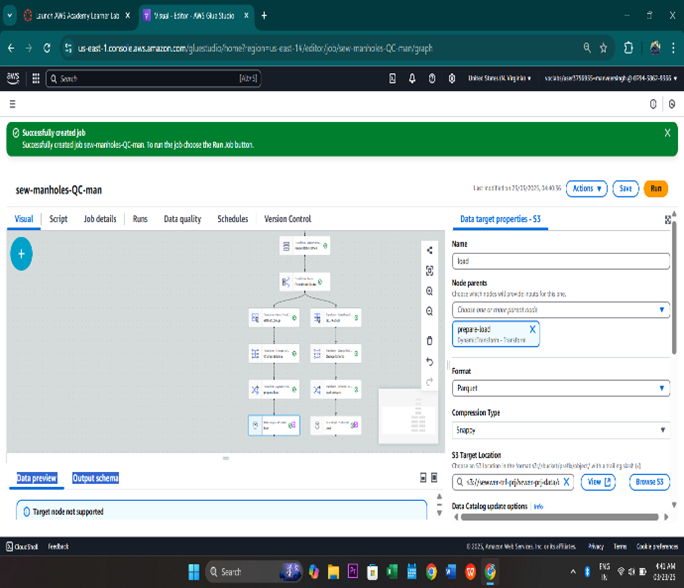 Launch AWS Academy Learner Lab
Visual - Editor - AWS Glue Studio
us-east-1.console.aws.amazon.com/gluestudio/home?region=us-east-1#/editor/job/sew-manholes-QC-man/graph
aws
Search
[Alt+S]
United States (N. Virginia)
Successfully created job
Successfully created job sew-manholes-QC-man. To run the job choose the Run Job button.
sew-manholes-QC-man
Last modified on 23/03/2025, 04:40:56
Actions
Save
Run
Visual
Script
Job details
Runs
Data quality
Schedules
Version Control
Data target properties - S3
Name
load
Node parents
Choose which nodes will provide inputs for this one.
Choose one or more parent node
prepare-load
DynamicTransform - Transform
Format
Parquet
Compression Type
Snappy
S3 Target Location
Choose an S3 location in the format s3://bucket/prefix/object/ with a trailing slash (/).
View
Browse S3
Data Catalog update options
Info
Data preview
Output schema
Target node not supported
CloudShell
Feedback
© 2025, Amazon Web Services, Inc. or its affiliates.
Privacy
Terms
Cookie preferences
Search
ENG
IN
4:41 AM